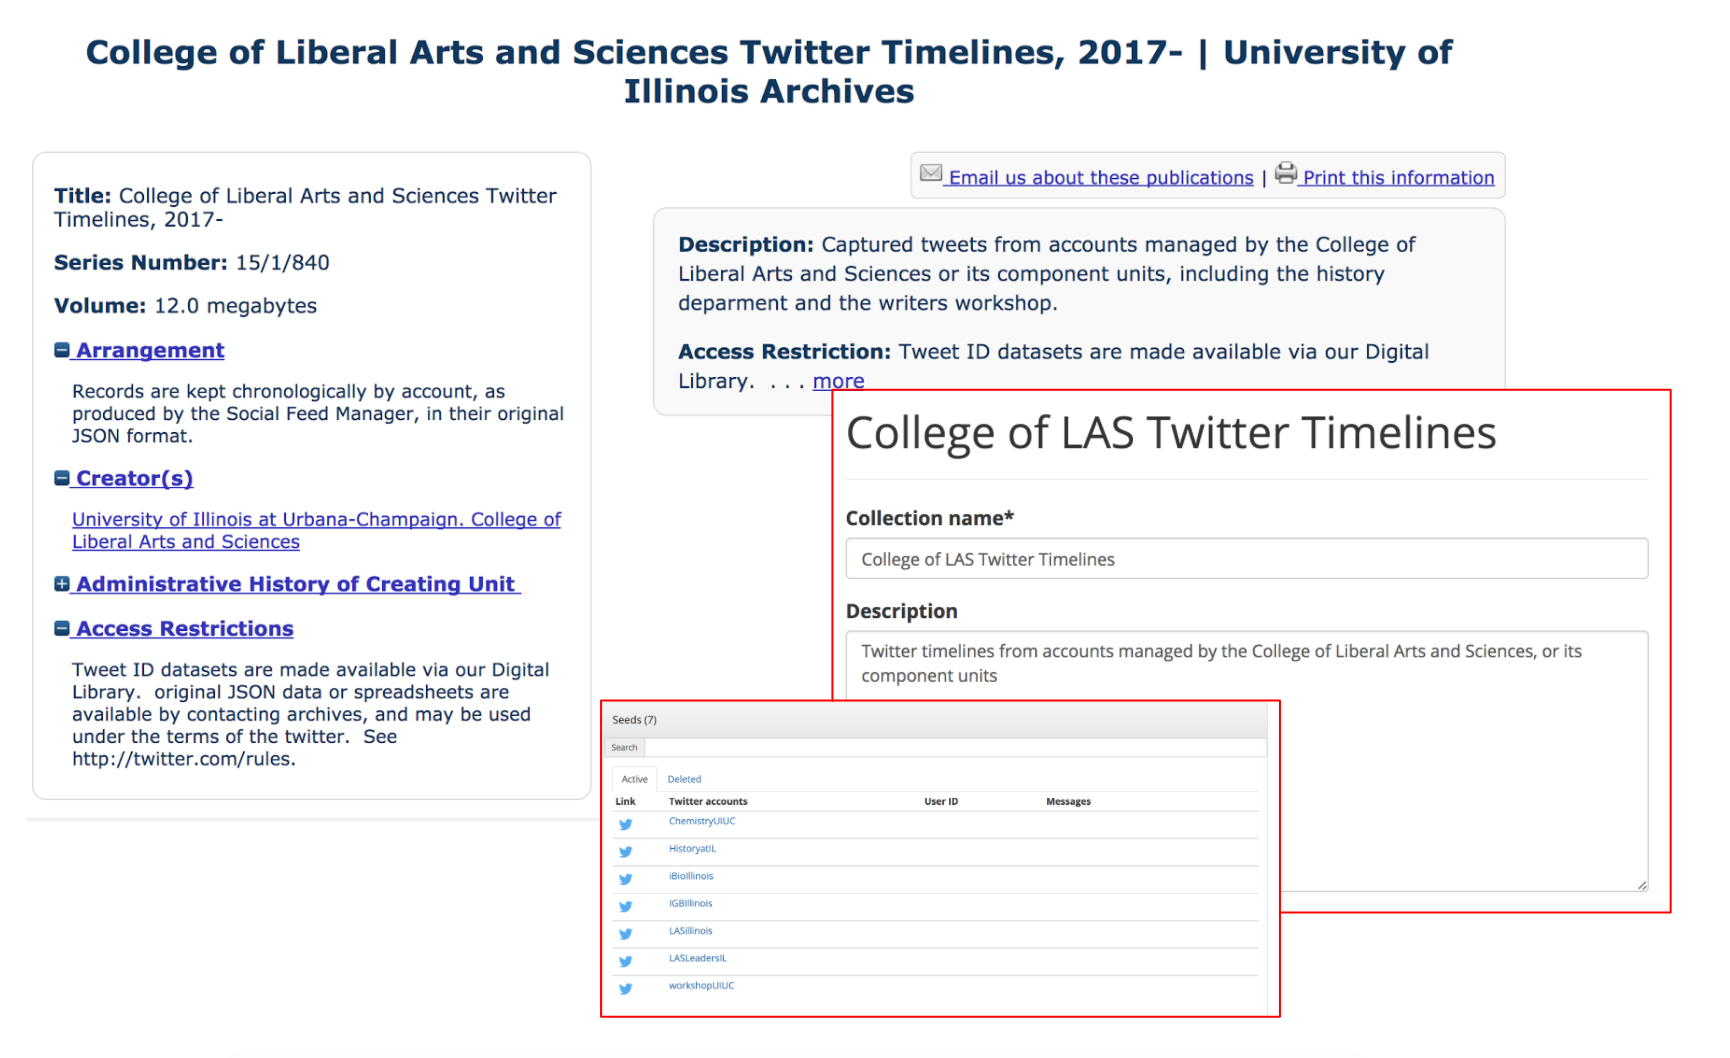 College of Liberal Arts and Sciences Twitter Timelines, 2017- | University of
Illinois Archives
Title: College of Liberal Arts and Sciences Twitter
Timelines, 2017-
Series Number: 15/1/840
Volume: 12.0 megabytes
Arrangement
Records are kept chronologically by account, as
produced by the Social Feed Manager, in their original
JSON format.
Creator(s)
University of Illinois at Urbana-Champaign. College of
Liberal Arts and Sciences
Administrative History of Creating Unit
Access Restrictions
Tweet ID datasets are made available via our Digital
Library.  original JSON data or spreadsheets are
available by contacting archives, and may be used
under the terms of the twitter.  See
http://twitter.com/rules.
Email us about these publications | Print this information
Description: Captured tweets from accounts managed by the College of
Liberal Arts and Sciences or its component units, including the history
deparment and the writers workshop.
Access Restriction: Tweet ID datasets are made available via our Digital
Library.  . . . more
College of LAS Twitter Timelines
Collection name*
College of LAS Twitter Timelines
Description
Twitter timelines from accounts managed by the College of Liberal Arts and Sciences, or its
component units
Seeds (7)
Search
Active Deleted
Link Twitter accounts User ID Messages
ChemistryUIUC
HistoryatIL
iBioIllinois
IGBIllinois
LASillinois
LASLeadersIL
workshopUIUC